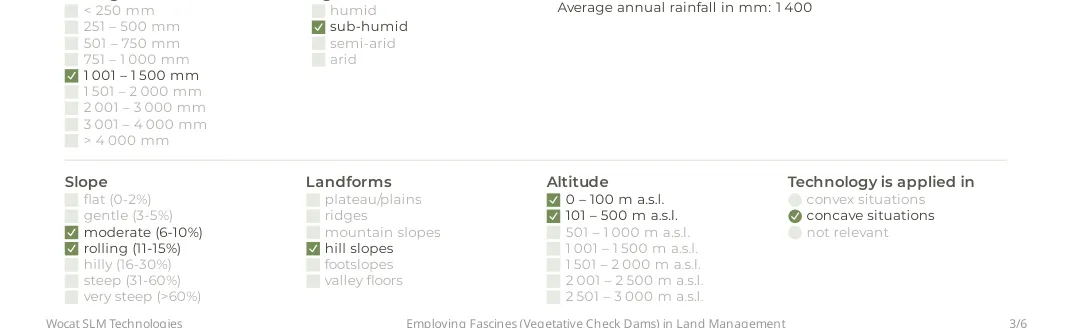 < 250 mm
251 – 500 mm
501 – 750 mm
751 – 1 000 mm
1 001 – 1 500 mm
1 501 – 2 000 mm
2 001 – 3 000 mm
3 001 – 4 000 mm
> 4 000 mm
humid
sub-humid
semi-arid
arid
Average annual rainfall in mm: 1 400
Slope
flat (0-2%)
gentle (3-5%)
moderate (6-10%)
rolling (11-15%)
hilly (16-30%)
steep (31-60%)
very steep (>60%)
Landforms
plateau/plains
ridges
mountain slopes
hill slopes
footslopes
valley floors
Altitude
0 – 100 m a.s.l.
101 – 500 m a.s.l.
501 – 1 000 m a.s.l.
1 001 – 1 500 m a.s.l.
1 501 – 2 000 m a.s.l.
2 001 – 2 500 m a.s.l.
2 501 – 3 000 m a.s.l.
Technology is applied in
convex situations
concave situations
not relevant
Wocat SLM Technologies
Employing Fascines (Vegetative Check Dams) in Land Management
3/6